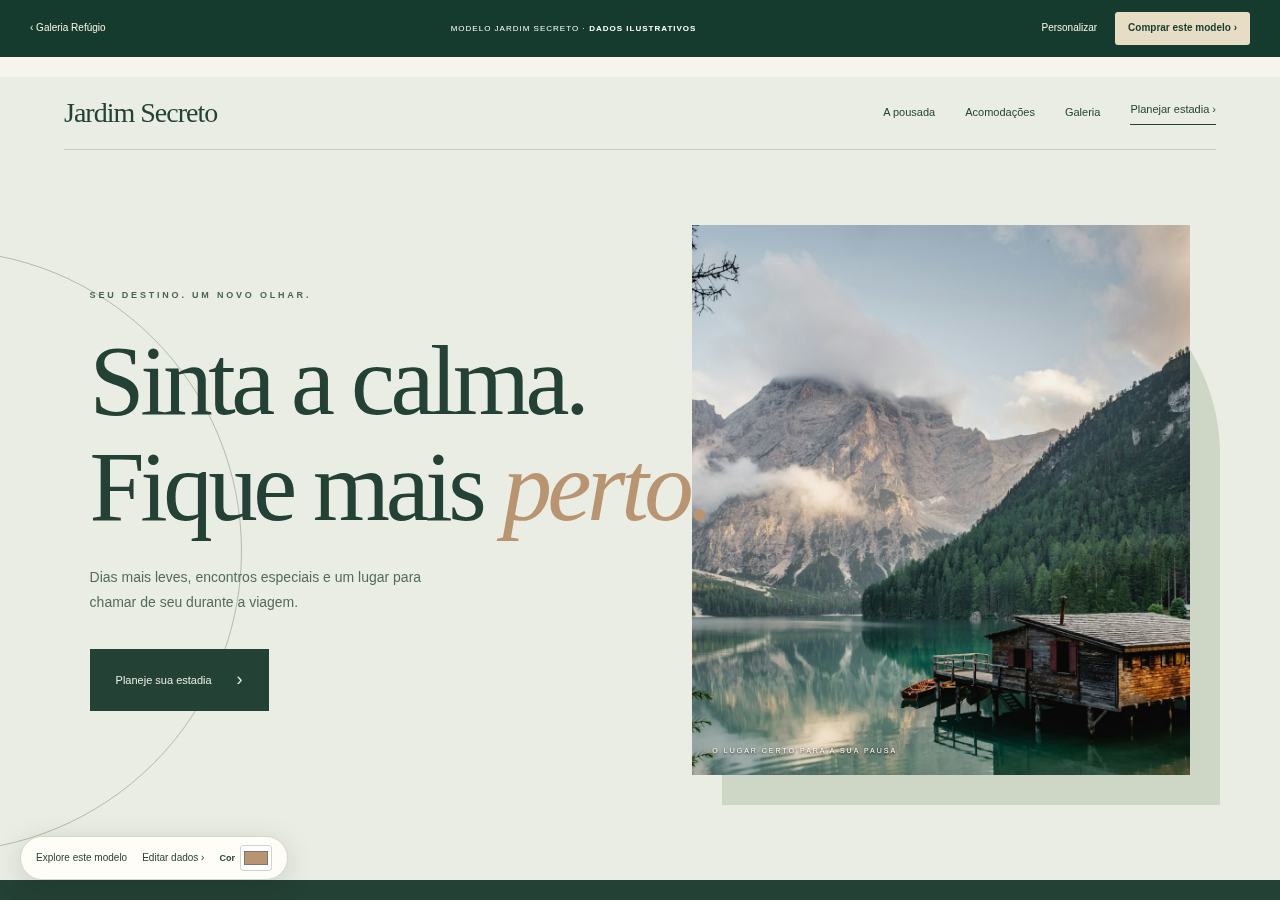 ‹ Galeria Refúgio
MODELO JARDIM SECRETO · DADOS ILUSTRATIVOS
Personalizar
Comprar este modelo ›
Jardim Secreto
A pousada
Acomodações
Galeria
Planejar estadia ›
SEU DESTINO. UM NOVO OLHAR.
Sinta a calma.
Fique mais perto.
Dias mais leves, encontros especiais e um lugar para
chamar de seu durante a viagem.
Planeje sua estadia ›
O LUGAR CERTO PARA A SUA PAUSA
Explore este modelo
Editar dados ›
Cor